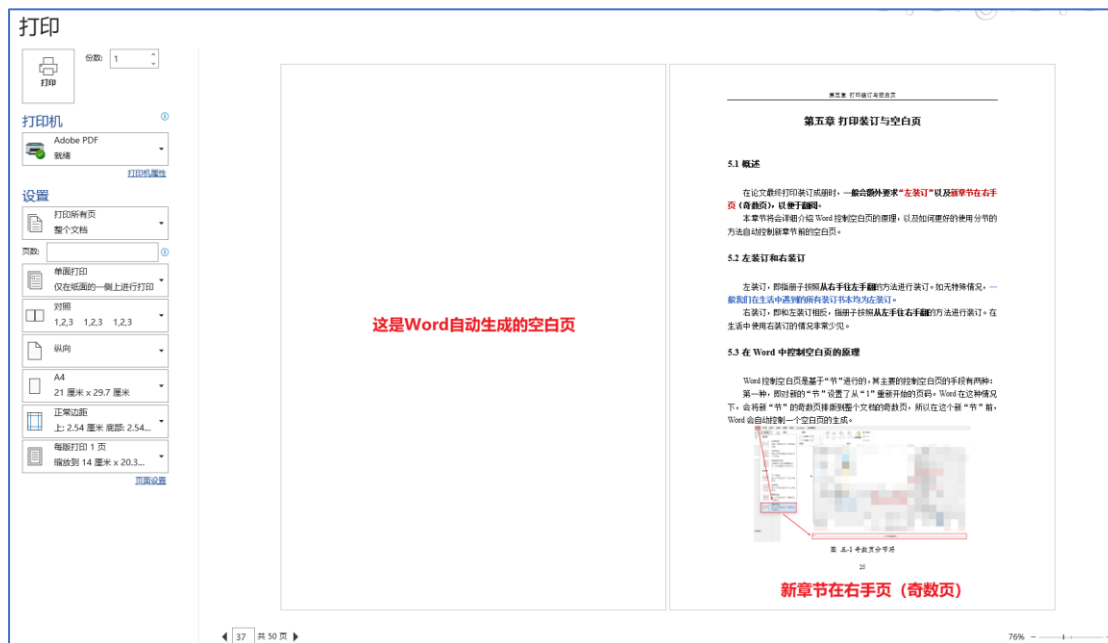 打印
打印
份数: 1
打印机
Adobe PDF
就绪
打印机属性
设置
打印所有页
整个文档
页数:
单面打印
仅在纸面的一侧上进行打印
对照
1,2,3 1,2,3 1,2,3
纵向
A4
21 厘米 x 29.7 厘米
正常边距
上: 2.54 厘米 底部: 2.54...
每版打印 1 页
缩放到 14 厘米 x 20.3...
页面设置
这是Word自动生成的空白页
第五章 打印装订与空白页
第五章 打印装订与空白页
5.1 概述
在论文最终打印装订成册时，一般会额外要求“左装订”以及新章节在右手
页（奇数页），以便于翻阅。
本章节将会详细介绍 Word 控制空白页的原理，以及如何更好的使用分节的
方法自动控制新章节前的空白页。
5.2 左装订和右装订
左装订，即指册子按照从右手往左手翻的方法进行装订。如无特殊情况，一
般我们在生活中遇到的所有装订书本均为左装订。
右装订，即和左装订相反，指册子按照从左手往右手翻的方法进行装订。在
生活中使用右装订的情况非常少见。
5.3 在 Word 中控制空白页的原理
Word 控制空白页是基于“节”进行的，其主要的控制空白页的手段有两种：
第一种，即对新的“节”设置了从“1”重新开始的页码。Word 在这种情况
下，会将新“节”的奇数页排版到整个文档的奇数页，所以在这个新“节”前，
Word 会自动控制一个空白页的生成。
图 五-1 奇数页分节符
25
新章节在右手页（奇数页）
37 共 50 页
76%